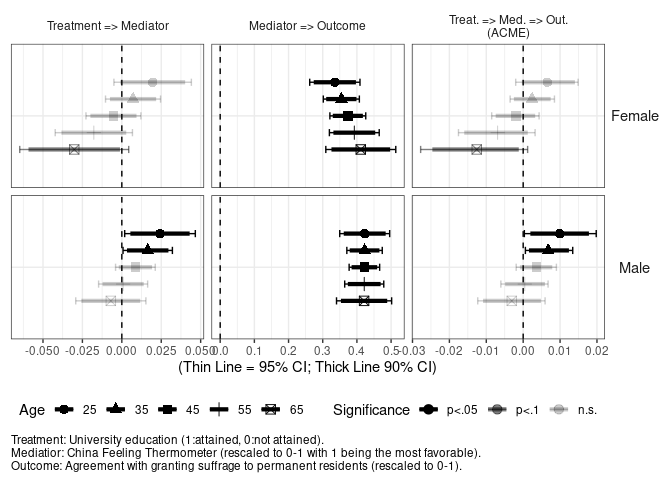 Treatment => Mediator
Mediator => Outcome
Treat. => Med. => Out.
(ACME)
Female
Male
-0.050 -0.025 0.000 0.025 0.050
0.0 0.1 0.2 0.3 0.4 0.5
0.03 -0.02 -0.01 0.00 0.01 0.02
(Thin Line = 95% CI; Thick Line 90% CI)
Age 25 35 45 55 65 Significance p<.05 p<.1 n.s.
Treatment: University education (1:attained, 0:not attained).
Mediatior: China Feeling Thermometer (rescaled to 0-1 with 1 being the most favorable).
Outcome: Agreement with granting suffrage to permanent residents (rescaled to 0-1).